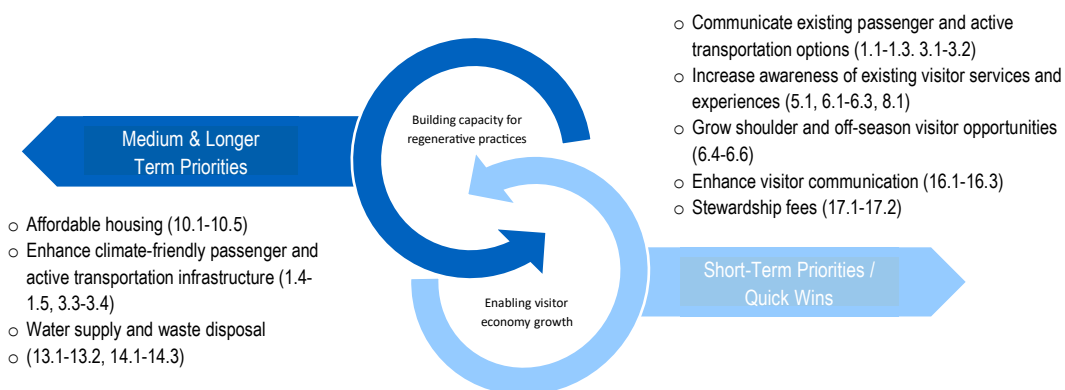 ○ Communicate existing passenger and active
transportation options (1.1-1.3. 3.1-3.2)
○ Increase awareness of existing visitor services and
experiences (5.1, 6.1-6.3, 8.1)
○ Grow shoulder and off-season visitor opportunities
(6.4-6.6)
○ Enhance visitor communication (16.1-16.3)
○ Stewardship fees (17.1-17.2)
Building capacity for
regenerative practices
Medium & Longer
Term Priorities
○ Affordable housing (10.1-10.5)
○ Enhance climate-friendly passenger and
active transportation infrastructure (1.4-
1.5, 3.3-3.4)
○ Water supply and waste disposal
○ (13.1-13.2, 14.1-14.3)
Enabling visitor
economy growth
Short-Term Priorities /
Quick Wins